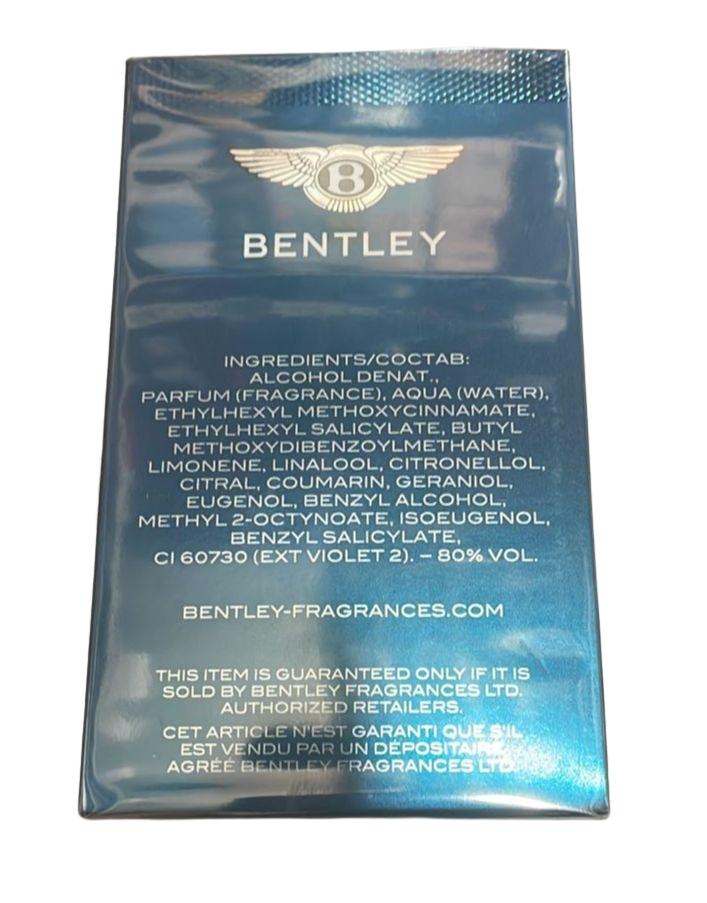 B
BENTLEY
INGREDIENTS/COCTAB:
ALCOHOL DENAT.,
PARFUM (FRAGRANCE), AQUA (WATER),
ETHYLHEXYL METHOXYCINNAMATE,
ETHYLHEXYL SALICYLATE, BUTYL
METHOXYDIBENZOYLMETHANE,
LIMONENE, LINALOOL, CITRONELLOL,
CITRAL, COUMARIN, GERANIOL,
EUGENOL, BENZYL ALCOHOL,
METHYL 2-OCTYNOATE, ISOEUGENOL,
BENZYL SALICYLATE,
CI 60730 (EXT VIOLET 2). – 80% VOL.
BENTLEY-FRAGRANCES.COM
THIS ITEM IS GUARANTEED ONLY IF IT IS
SOLD BY BENTLEY FRAGRANCES LTD.
AUTHORIZED RETAILERS.
CET ARTICLE N'EST GARANTI QUE S'IL
EST VENDU PAR UN DÉPOSITAIRE
AGRÉÉ BENTLEY FRAGRANCES LTD.